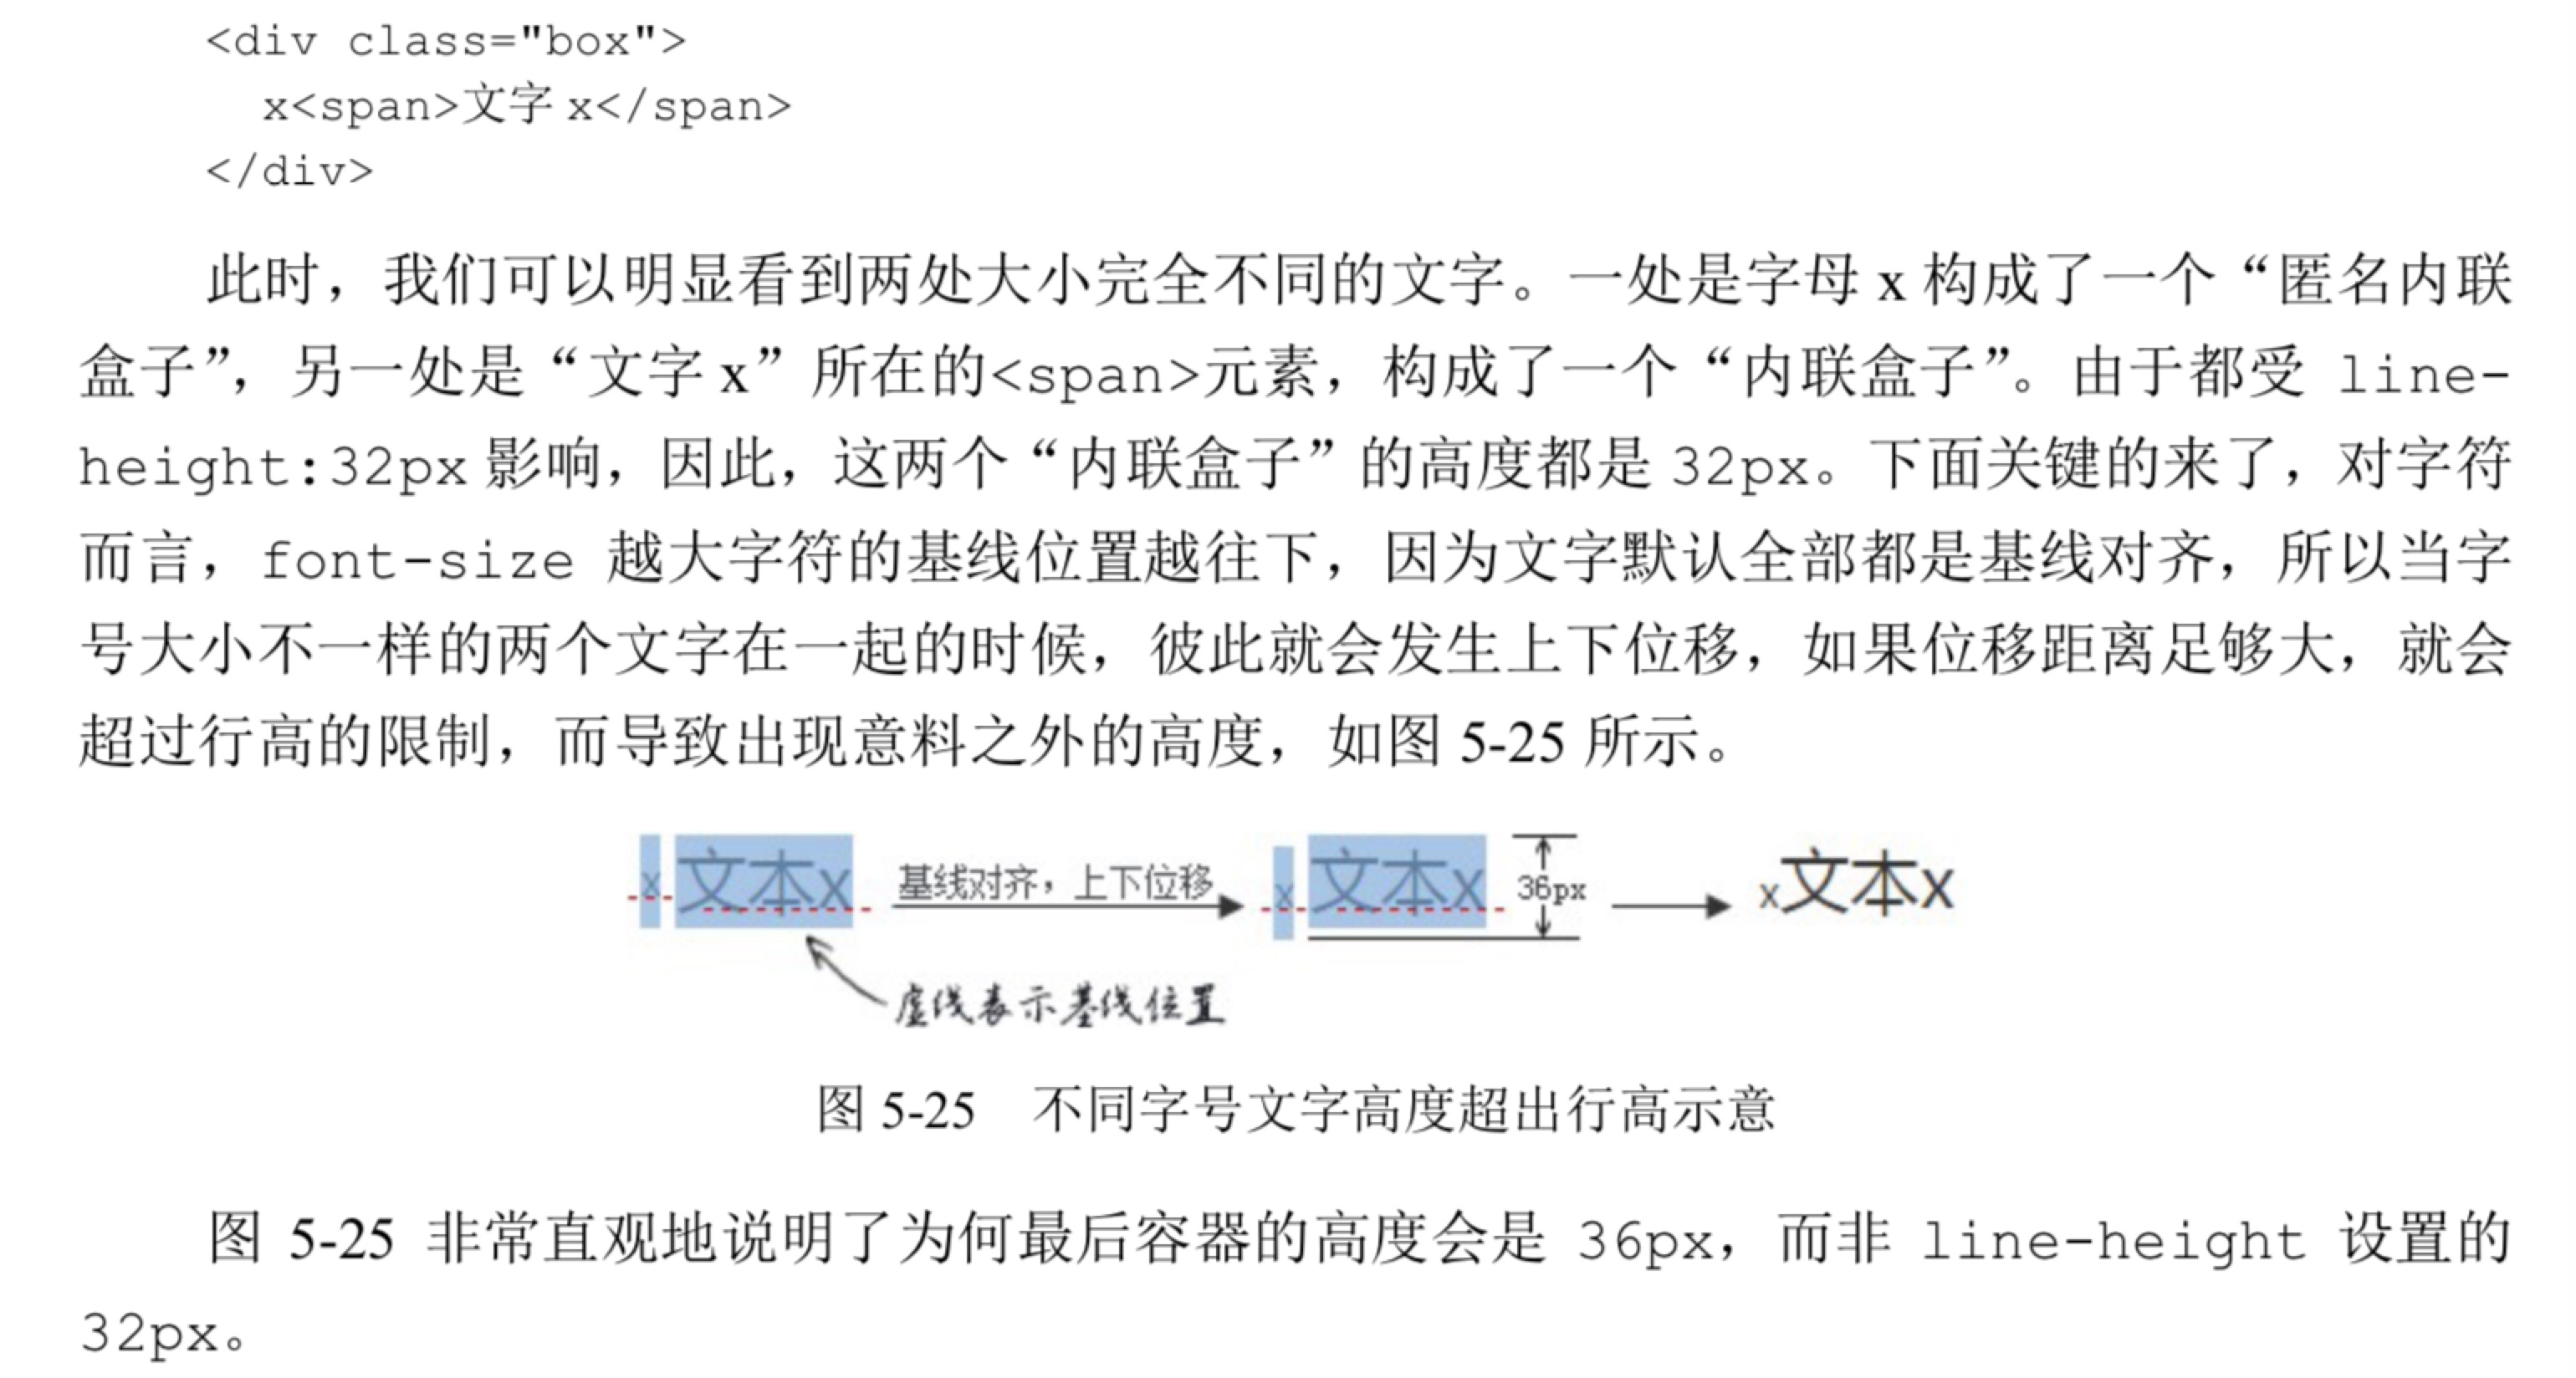 <div class="box">
x<span>文字 x</span>
</div>
此时，我们可以明显看到两处大小完全不同的文字。一处是字母 x 构成了一个“匿名内联
盒子”，另一处是“文字 x”所在的<span>元素，构成了一个“内联盒子”。由于都受 line-
height:32px 影响，因此，这两个“内联盒子”的高度都是 32px。下面关键的来了，对字符
而言，font-size 越大字符的基线位置越往下，因为文字默认全部都是基线对齐，所以当字
号大小不一样的两个文字在一起的时候，彼此就会发生上下位移，如果位移距离足够大，就会
超过行高的限制，而导致出现意料之外的高度，如图 5-25 所示。
x 文本x 基线对齐，上下位移 x 文本x 36px x文本x
虚线表示基线位置
图 5-25 不同字号文字高度超出行高示意
图 5-25 非常直观地说明了为何最后容器的高度会是 36px，而非 line-height 设置的
32px。